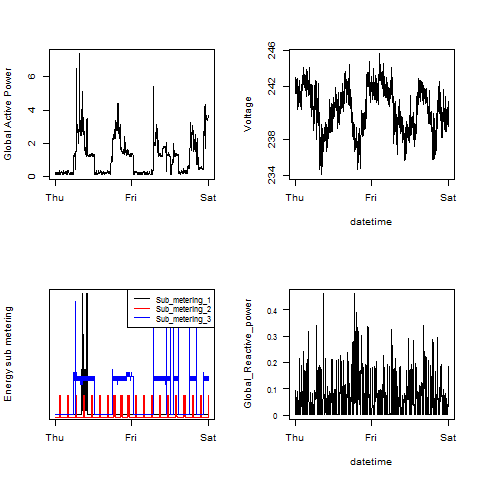 Global Active Power
6
4
2
0
Thu
Fri
Sat
Voltage
246
242
238
234
Thu
Fri
Sat
datetime
Energy sub metering
Sub_metering_1
Sub_metering_2
Sub_metering_3
Thu
Fri
Sat
Global_Reactive_power
0.4
0.3
0.2
0.1
0
Thu
Fri
Sat
datetime